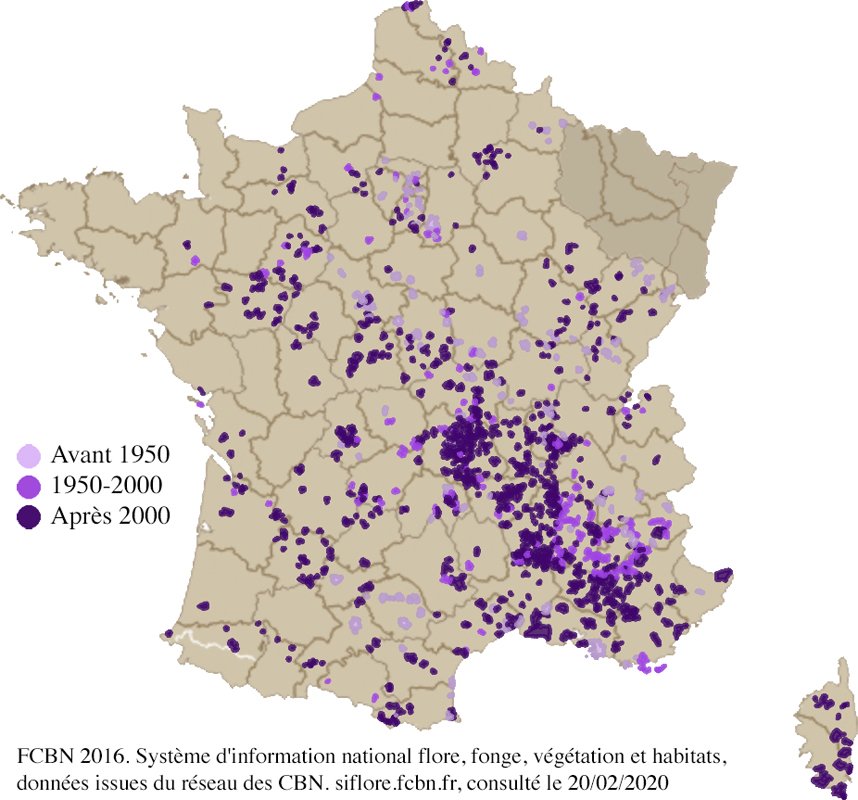 Avant 1950
1950-2000
Après 2000
FCBN 2016. Système d'information national flore, fonge, végétation et habitats,
données issues du réseau des CBN. siflore.fcbn.fr, consulté le 20/02/2020